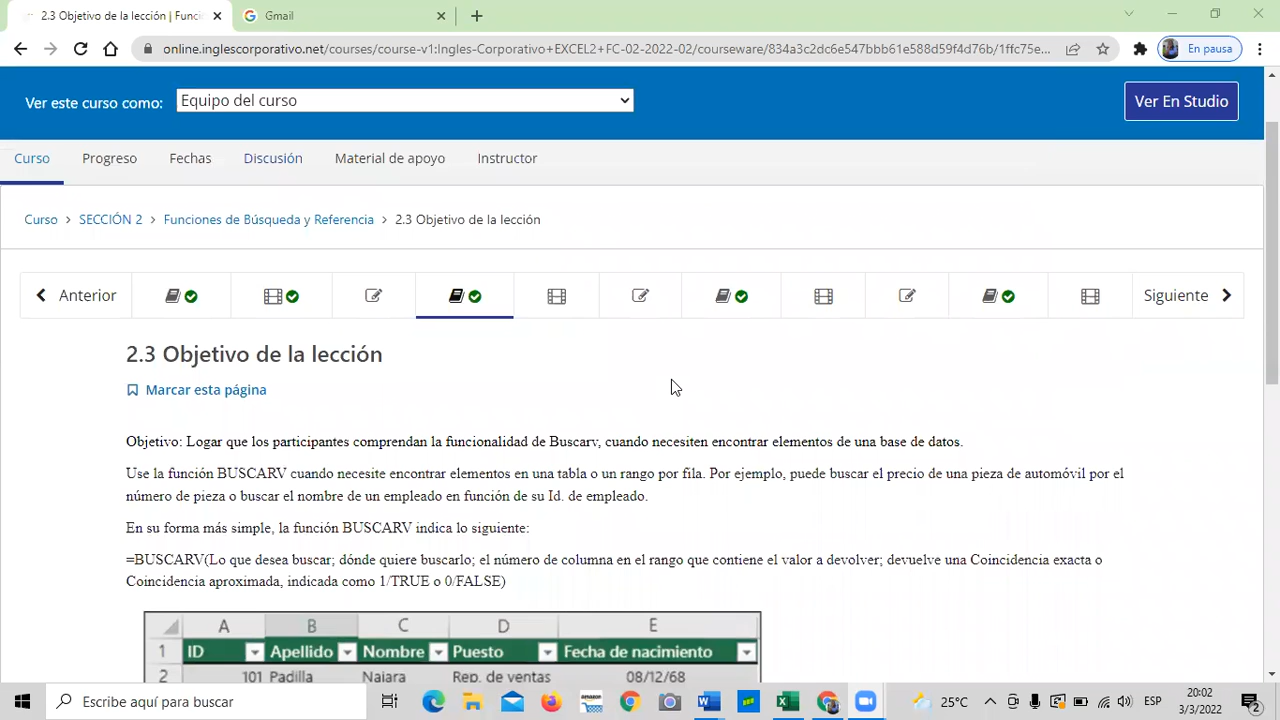 2.3 Objetivo de la lección | Funci
Gmail
online.inglescorporativo.net/courses/course-v1:Ingles-Corporativo+EXCEL2+FC-02-2022-02/courseware/834a3c2dc6e547bbb61e588d59f4d76b/1ffc75e...
En pausa
Ver este curso como:
Equipo del curso
Ver En Studio
Curso
Progreso
Fechas
Discusión
Material de apoyo
Instructor
Curso > SECCIÓN 2 > Funciones de Búsqueda y Referencia > 2.3 Objetivo de la lección
Anterior
Siguiente
2.3 Objetivo de la lección
Marcar esta página
Objetivo: Logar que los participantes comprendan la funcionalidad de Buscarv, cuando necesiten encontrar elementos de una base de datos.
Use la función BUSCARV cuando necesite encontrar elementos en una tabla o un rango por fila. Por ejemplo, puede buscar el precio de una pieza de automóvil por el
número de pieza o buscar el nombre de un empleado en función de su Id. de empleado.
En su forma más simple, la función BUSCARV indica lo siguiente:
=BUSCARV(Lo que desea buscar; dónde quiere buscarlo; el número de columna en el rango que contiene el valor a devolver; devuelve una Coincidencia exacta o
Coincidencia aproximada, indicada como 1/TRUE o 0/FALSE)
A B C D E
1 ID Apellido Nombre Puesto Fecha de nacimiento
2 101 Padilla Naiara Rep. de ventas 08/12/68
Escribe aquí para buscar
amazon
25°C
ESP
20:02
3/3/2022
2